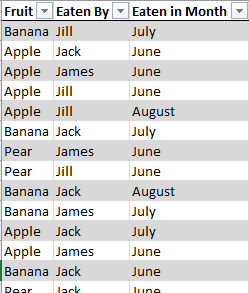 Fruit Eaten By Eaten in Month
Banana Jill July
Apple Jack June
Apple James June
Apple Jill June
Apple Jill August
Banana Jack July
Pear James June
Pear Jill June
Banana Jack August
Banana James July
Apple Jack July
Apple James June
Banana Jack June
Pear Jack June